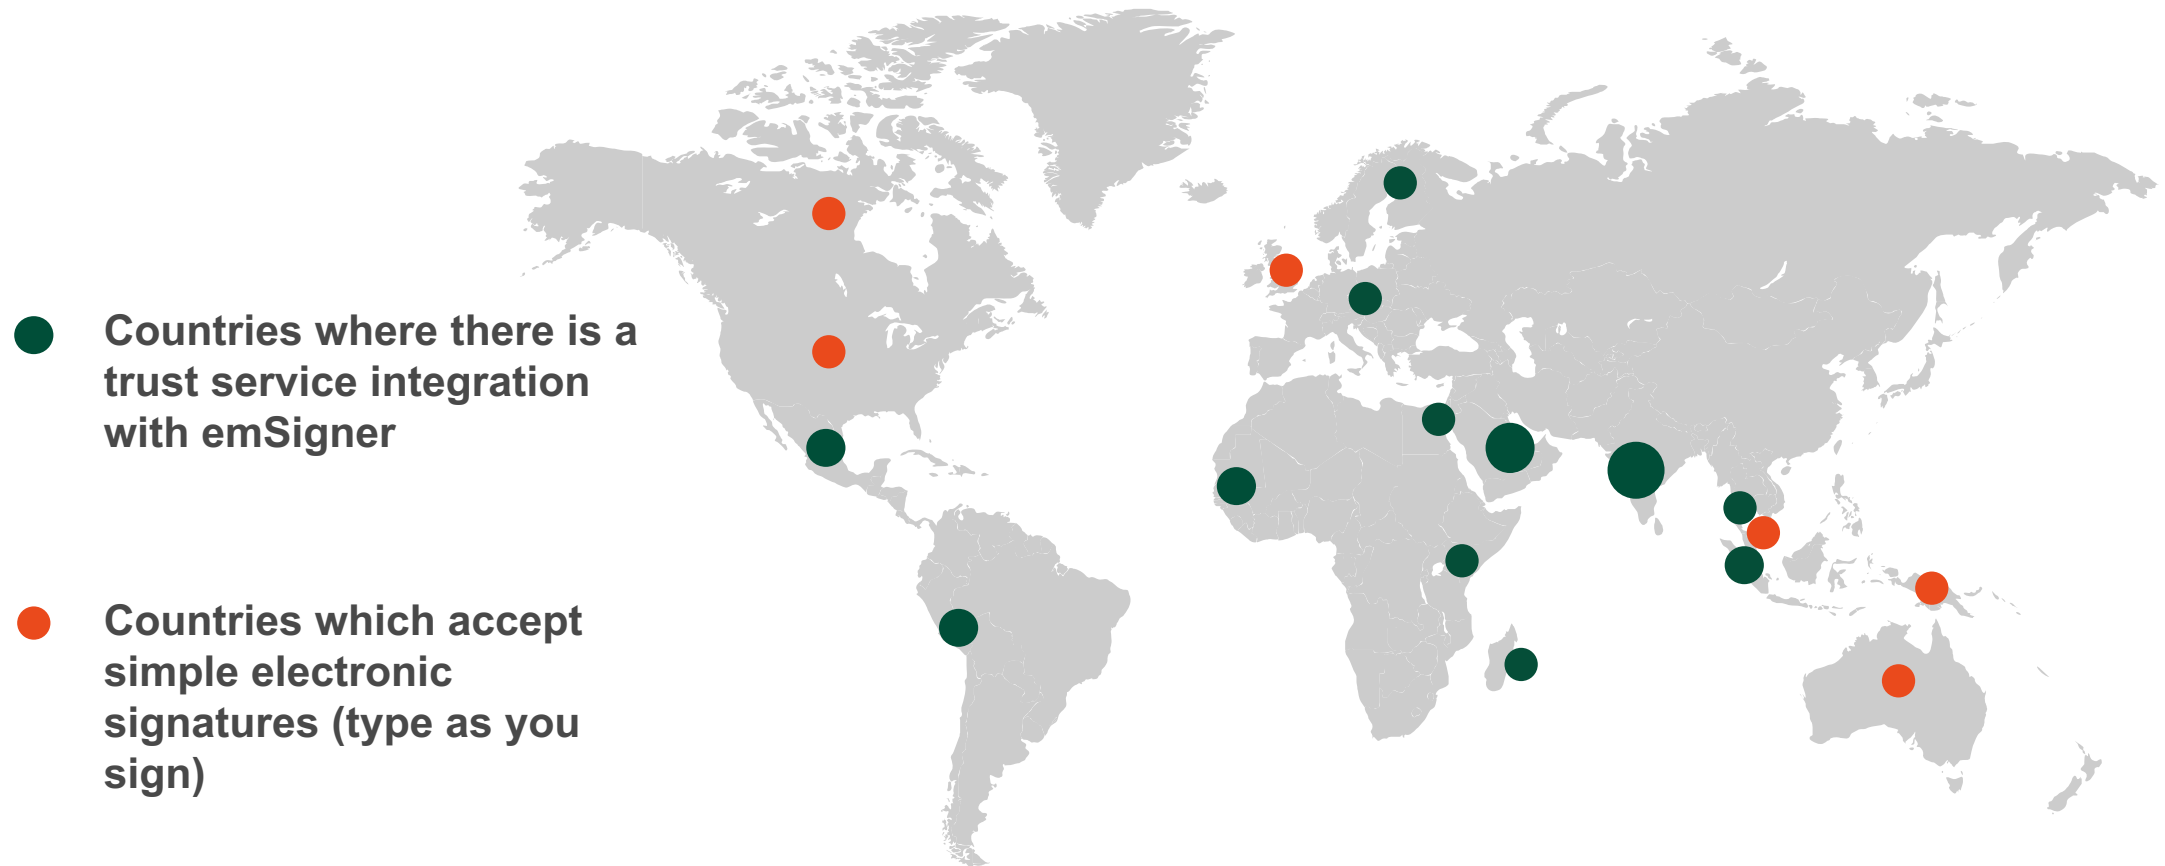 Countries where there is a
trust service integration
with emSigner
Countries which accept
simple electronic
signatures (type as you
sign)